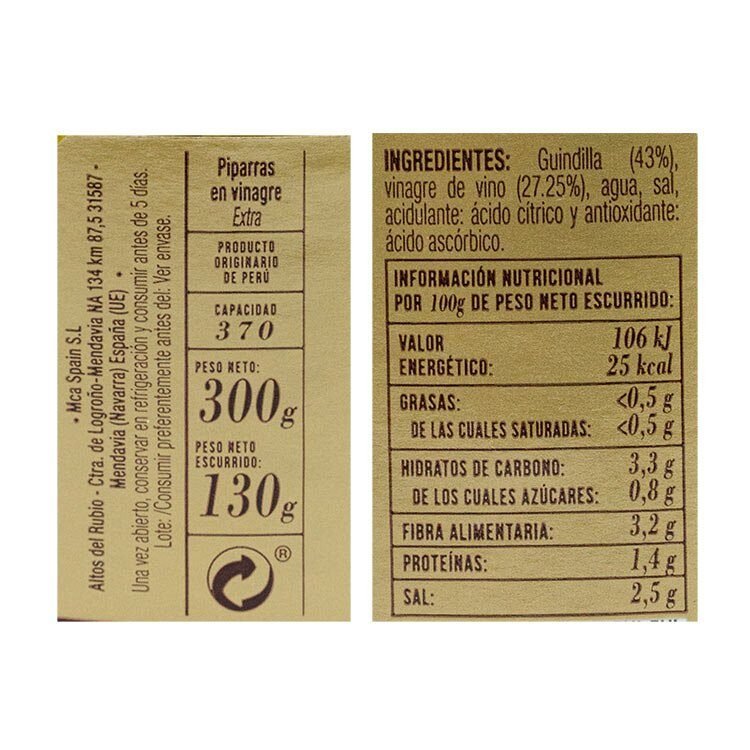 Altos del Rubio - Ctra. de Logroño-Mendavia NA 134 km 87,5 31587 •
• Mca Spain S.L
Mendavia (Navarra) España (UE) •
Una vez abierto, conservar en refrigeración y consumir antes de 5 días.
Lote: /Consumir preferentemente antes del: Ver envase.
Piparras
en vinagre
Extra
PRODUCTO
ORIGINARIO
DE PERÚ
CAPACIDAD
370
PESO NETO:
300g
PESO NETO
ESCURRIDO:
130g
®
INGREDIENTES: Guindilla (43%),
vinagre de vino (27.25%), agua, sal,
acidulante: ácido cítrico y antioxidante:
ácido ascórbico.
INFORMACIÓN NUTRICIONAL
POR 100g DE PESO NETO ESCURRIDO:
VALOR 106 kJ
ENERGÉTICO: 25 kcal
GRASAS: <0,5 g
DE LAS CUALES SATURADAS: <0,5 g
HIDRATOS DE CARBONO: 3,3 g
DE LOS CUALES AZÚCARES: 0,8 g
FIBRA ALIMENTARIA: 3,2 g
PROTEÍNAS: 1,4 g
SAL: 2,5 g